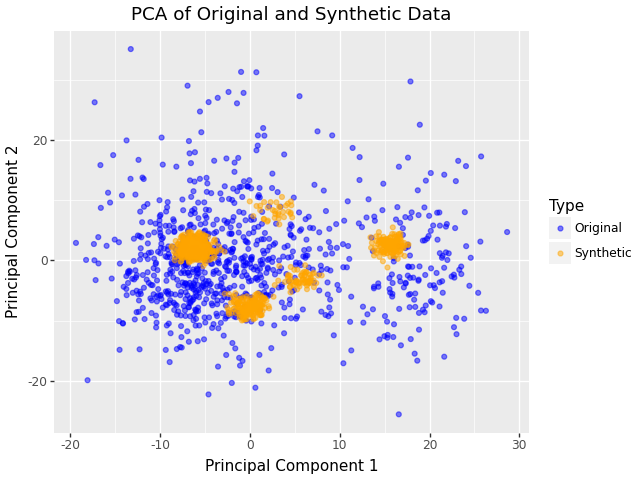 PCA of Original and Synthetic Data
Principal Component 2
20
0
-20
-20
-10
0
10
20
30
Principal Component 1
Type
Original
Synthetic